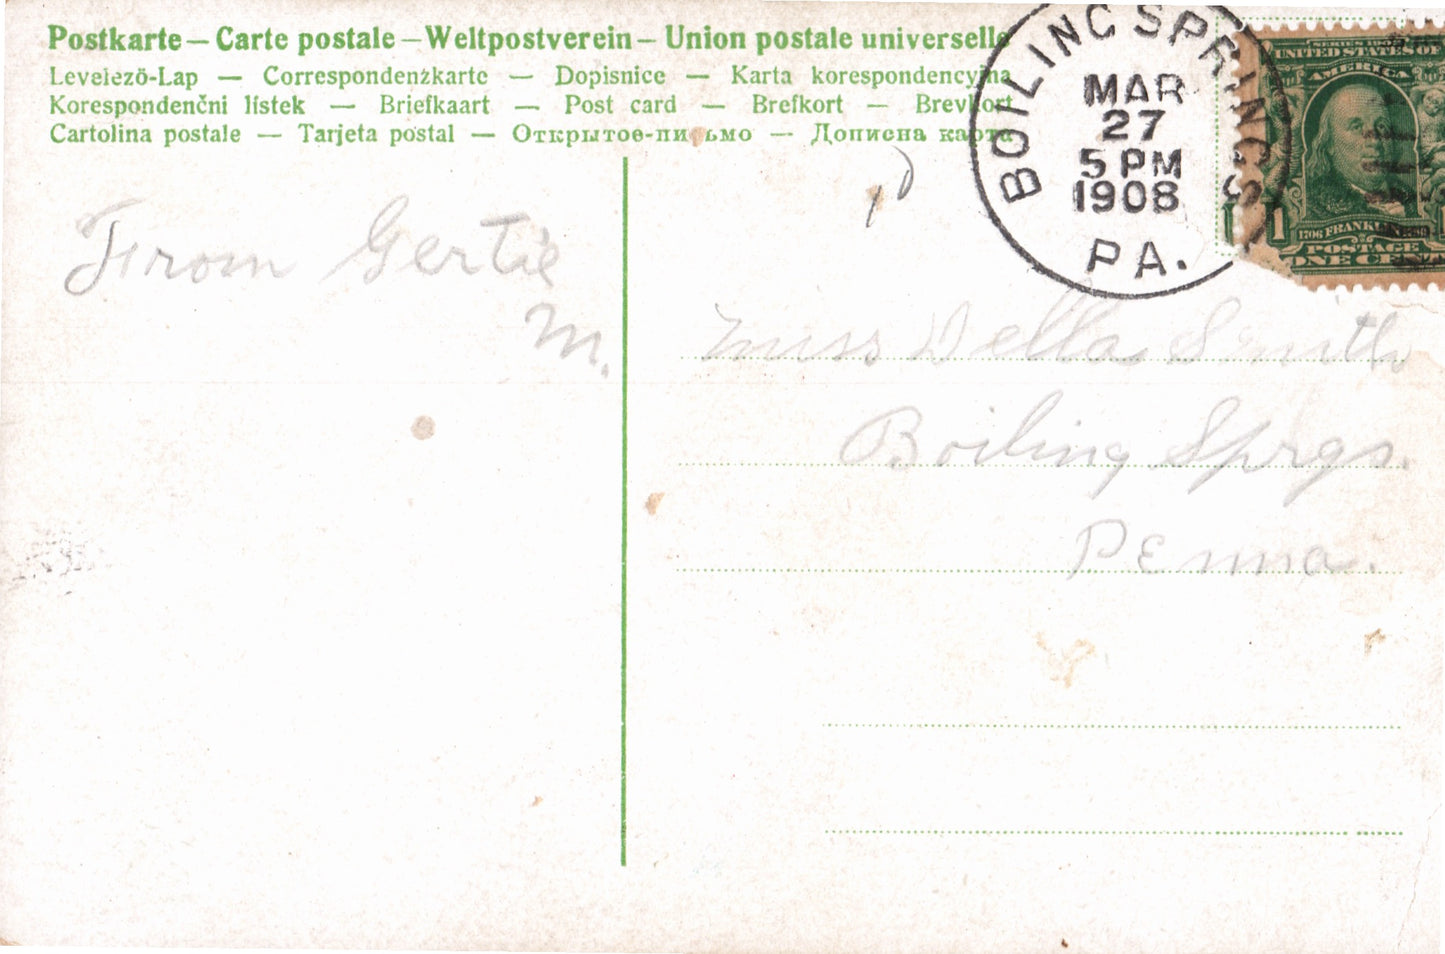 Postkarte — Carte postale — Weltpostverein — Union postale universelle
Levelező-Lap — Correspondenzkarte — Dopisnice — Karta korespondencyjna
Korespondenční lístek — Briefkaart — Post card — Brefkort — Brevkort
Cartolina postale — Tarjeta postal — Открытое-письмо — Дописна карта
BOILING SPRINGS
MAR
27
5 PM
1908
PA.
SERIES 1902
UNITED STATES OF
AMERICA
1706 FRANKLIN
POSTAGE
ONE CE
1
From Gertie
M.
Miss Della Smith
Boiling Sprgs.
Penna.